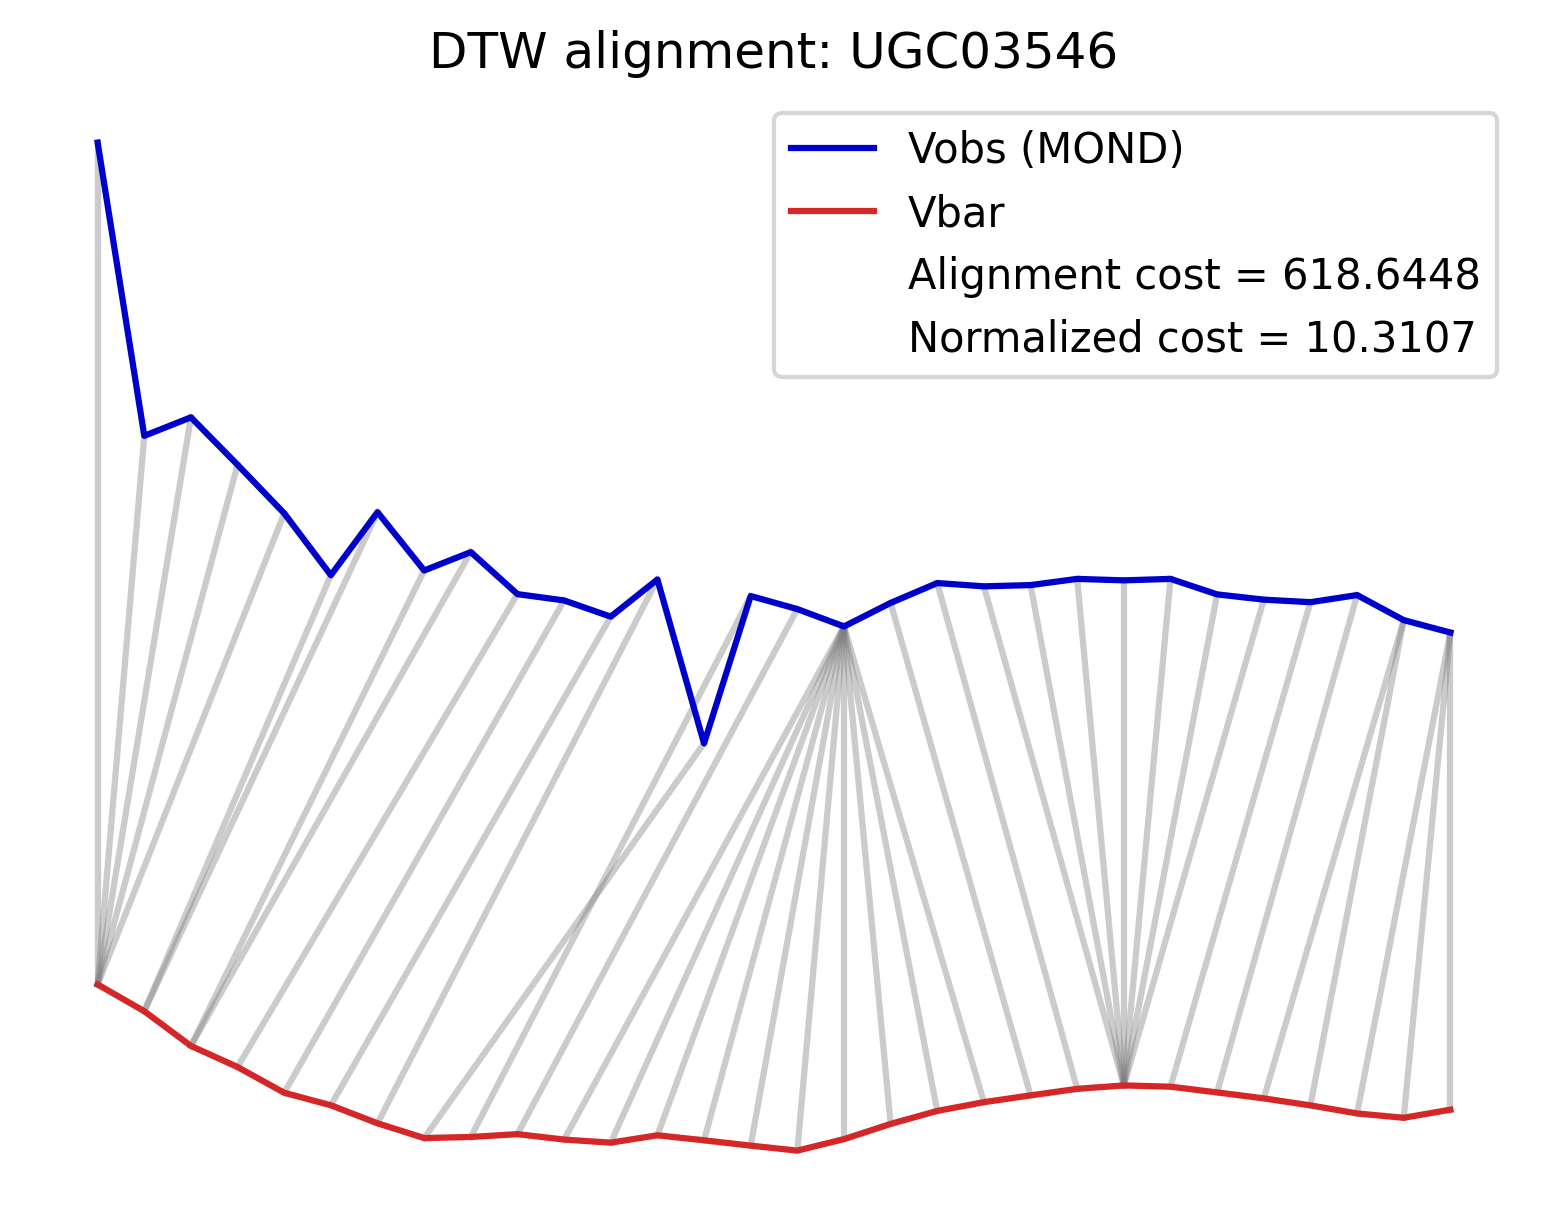 DTW alignment: UGC03546
Vobs (MOND)
Vbar
Alignment cost = 618.6448
Normalized cost = 10.3107